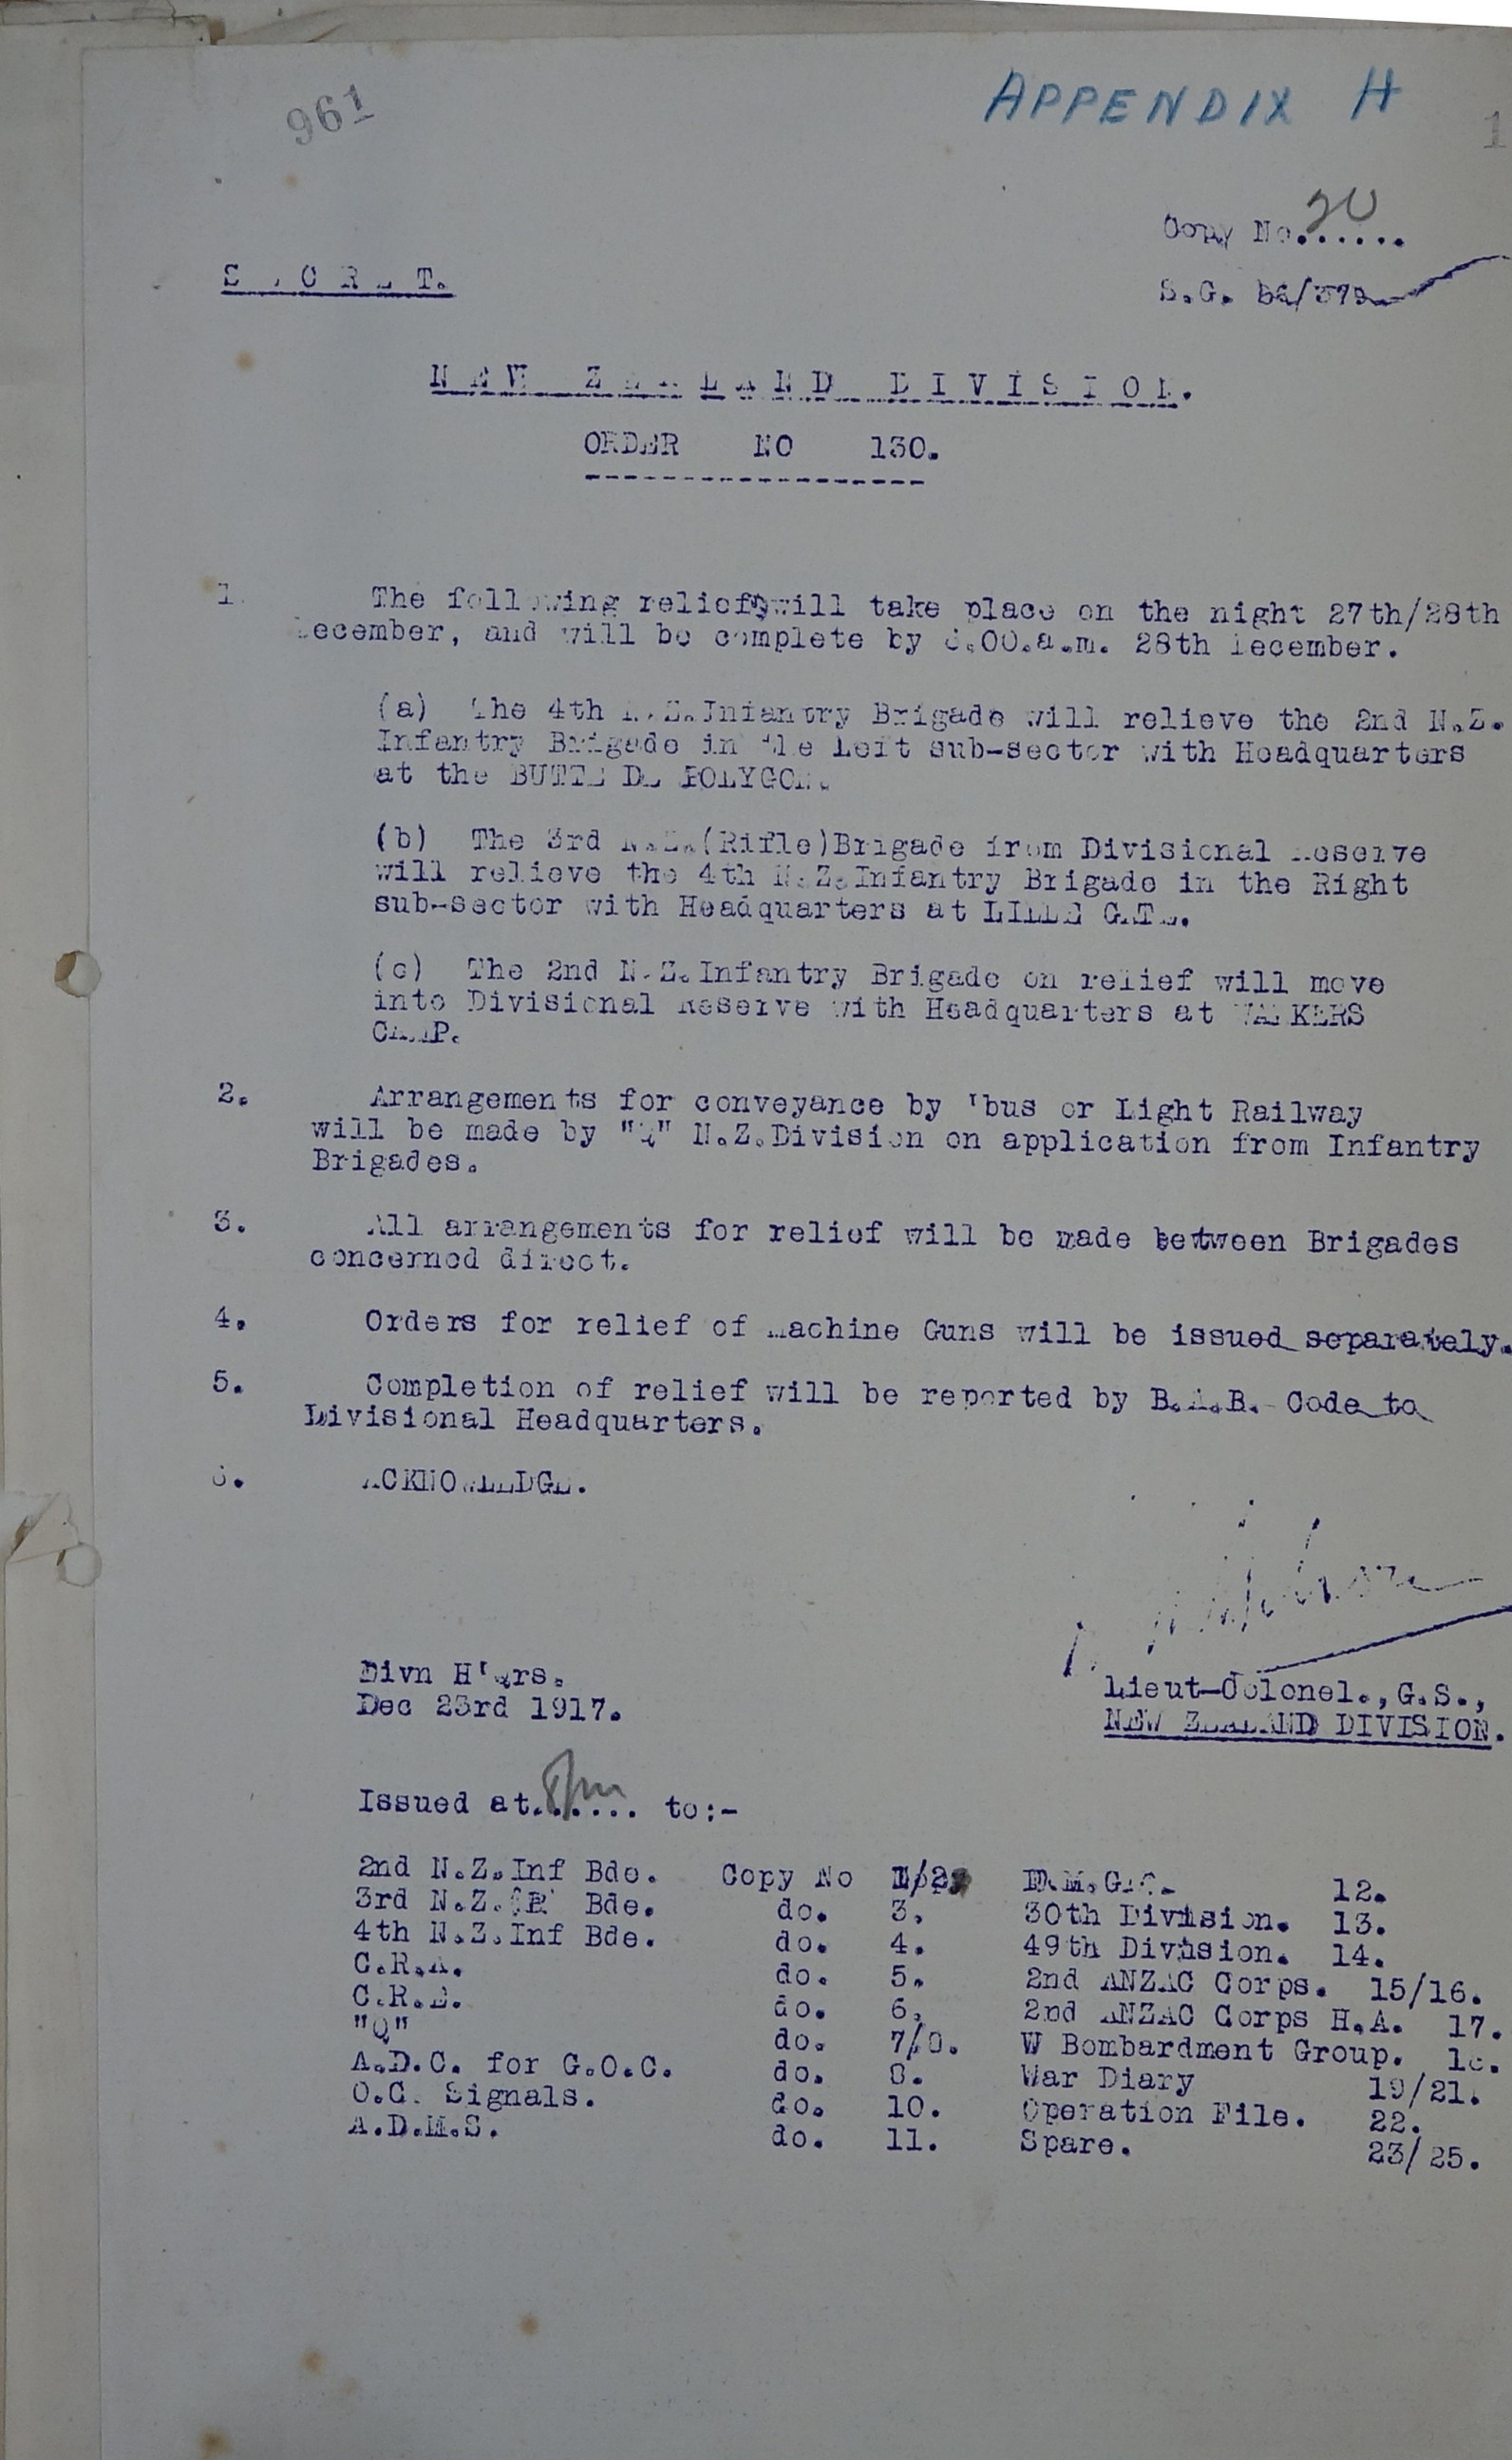 961
APPENDIX H
1
Copy No. 20
S E C R E T.
S.G.
N E W Z E A L A N D D I V I S I O N.
ORDER NO 130.
1. The following reliefs will take place on the night 27th/28th
December, and will be complete by .00.a.m. 28th December.
(a) The 4th N.Z.Infantry Brigade will relieve the 2nd N.Z.
Infantry Brigade in the Left sub-sector with Headquarters
at the BUTTE DE POLYGON.
(b) The 3rd N.Z.(Rifle)Brigade from Divisional Reserve
will relieve the 4th N.Z.Infantry Brigade in the Right
sub-sector with Headquarters at LILLE GATE.
(c) The 2nd N.Z.Infantry Brigade on relief will move
into Divisional Reserve with Headquarters at WALKERS
CAMP.
2. Arrangements for conveyance by 'bus or Light Railway
will be made by "Q" N.Z.Division on application from Infantry
Brigades.
3. All arrangements for relief will be made between Brigades
concerned direct.
4. Orders for relief of Machine Guns will be issued separately.
5. Completion of relief will be reported by B.A.B. Code to
Divisional Headquarters.
6. ACKNOWLEDGE.
Divn H'Qrs.
Dec 23rd 1917.
Lieut-Colonel.,G.S.,
NEW ZEALAND DIVISION.
Issued at 8pm to:-
2nd N.Z.Inf Bde. Copy No 1/2. D.M.G.O. 12.
3rd N.Z.(R) Bde. do. 3. 30th Division. 13.
4th N.Z.Inf Bde. do. 4. 49th Division. 14.
C.R.A. do. 5. 2nd ANZAC Corps. 15/16.
C.R.E. do. 6. 2nd ANZAC Corps H.A. 17.
"Q" do. 7/8. W Bombardment Group. 18.
A.D.C. for G.O.C. do. War Diary 19/21.
O.C. Signals. do. 10. Operation File. 22.
A.D.M.S. do. 11. Spare. 23/25.